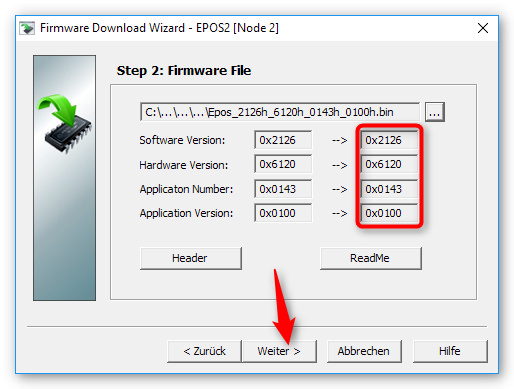 Firmware Download Wizard - EPOS2 [Node 2]
Step 2: Firmware File
C:\...\...\...\Epos_2126h_6120h_0143h_0100h.bin ...
Software Version: 0x2126 --> 0x2126
Hardware Version: 0x6120 --> 0x6120
Applicaton Number: 0x0143 --> 0x0143
Application Version: 0x0100 --> 0x0100
Header ReadMe
< Zurück Weiter > Abbrechen Hilfe